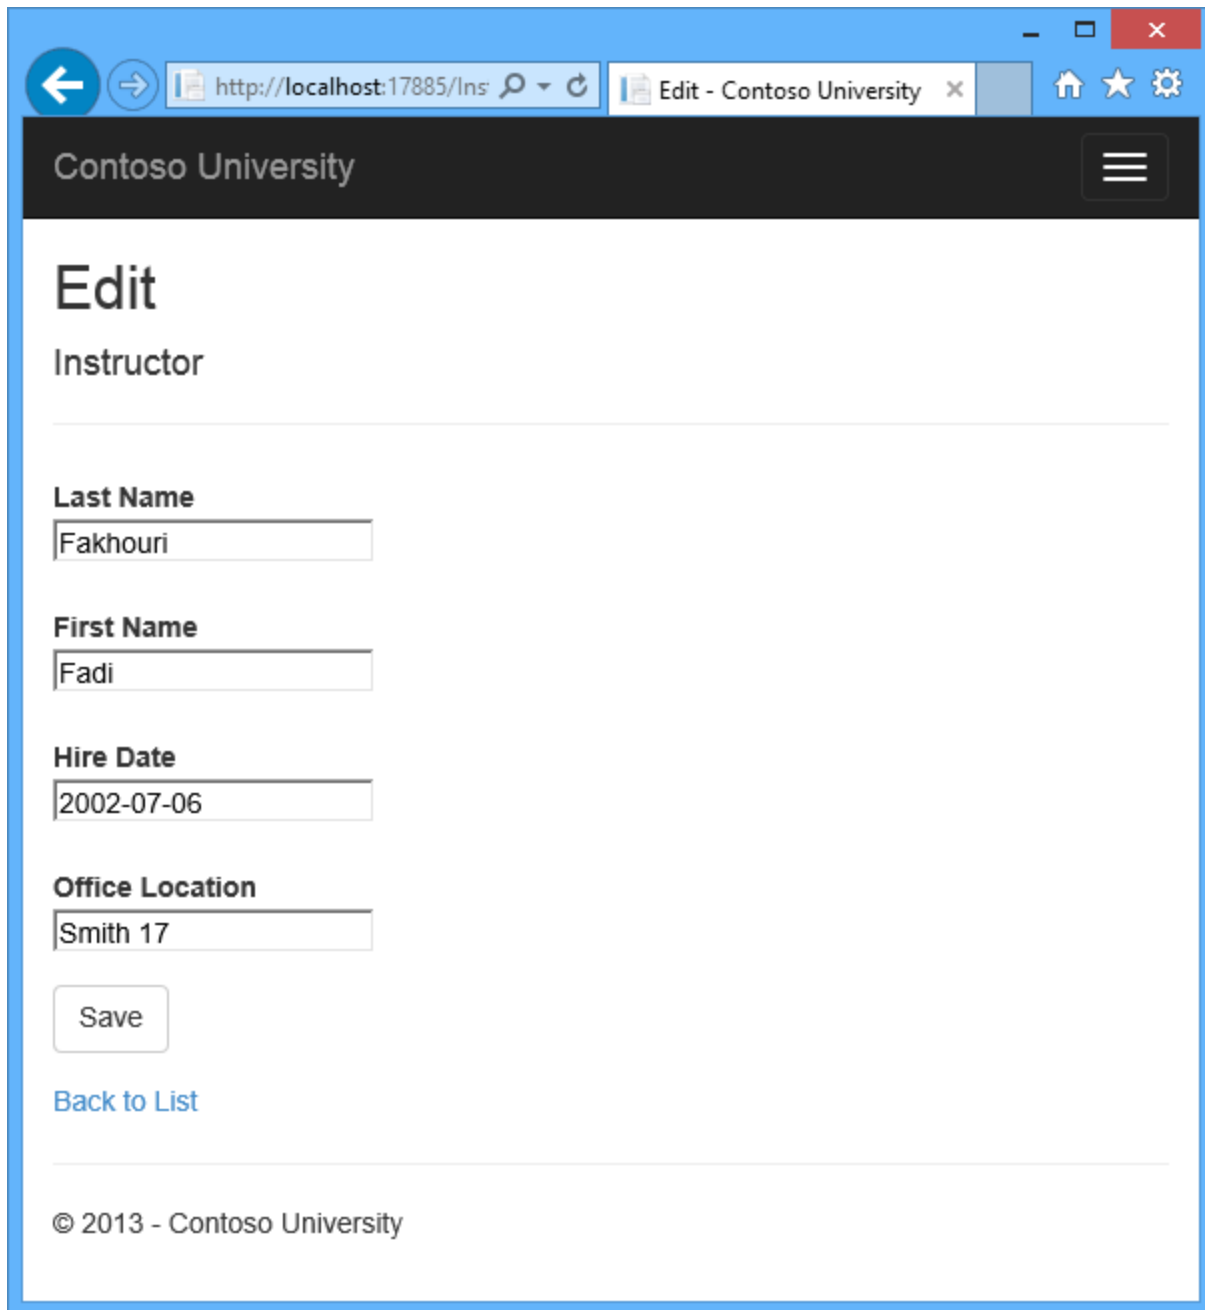 http://localhost:17885/Ins
Edit - Contoso University
Contoso University
Edit
Instructor
Last Name
Fakhouri
First Name
Fadi
Hire Date
2002-07-06
Office Location
Smith 17
Save
Back to List
© 2013 - Contoso University